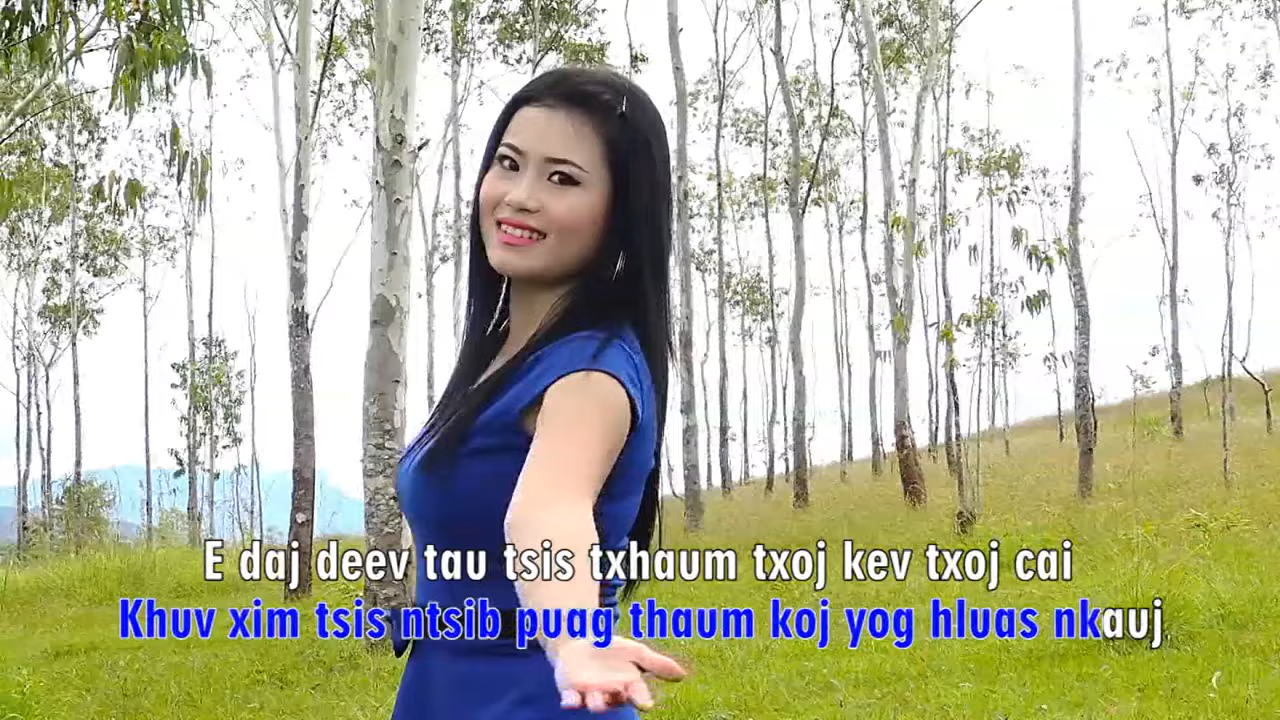 E daj deev tau tsis txhaum txoj kev txoj cai
Khuv xim tsis ntsib puag thaum koj yog hluas nkauj